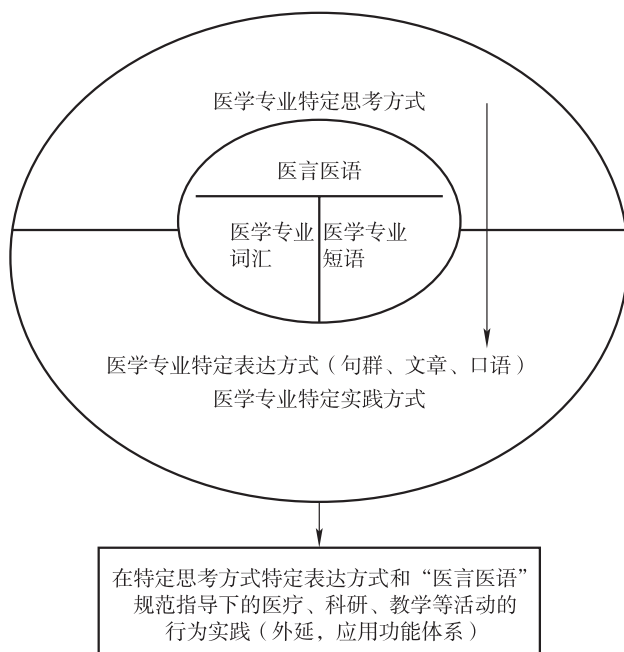 医学专业特定思考方式
医言医语
医学专业
词汇
医学专业
短语
医学专业特定表达方式（句群、文章、口语）
医学专业特定实践方式
在特定思考方式特定表达方式和“医言医语”
规范指导下的医疗、科研、教学等活动的
行为实践（外延，应用功能体系）